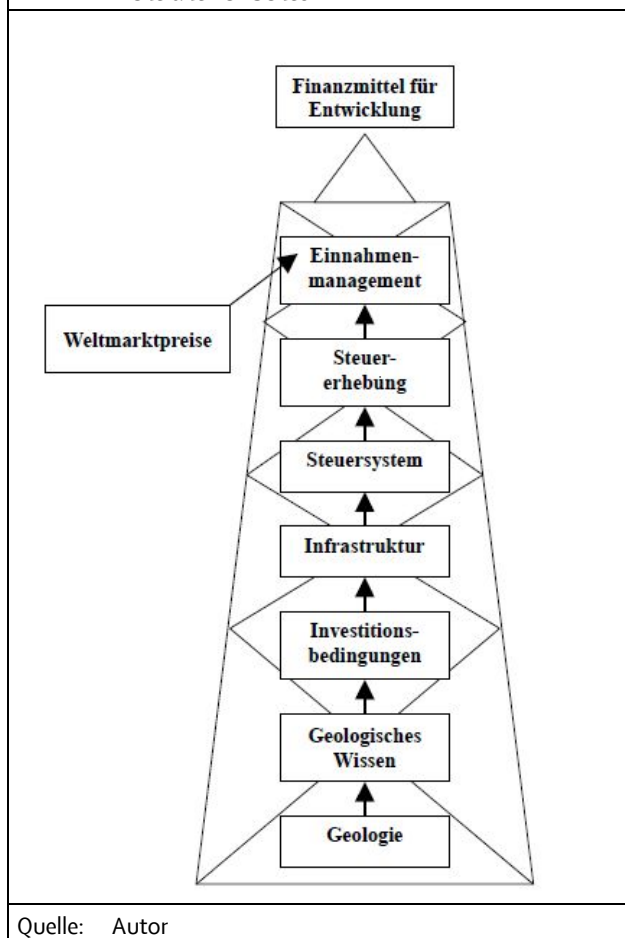 Finanzmittel für
Entwicklung
Einnahmen-
management
Weltmarktpreise
Steuer-
erhebung
Steuersystem
Infrastruktur
Investitions-
bedingungen
Geologisches
Wissen
Geologie
Quelle: Autor